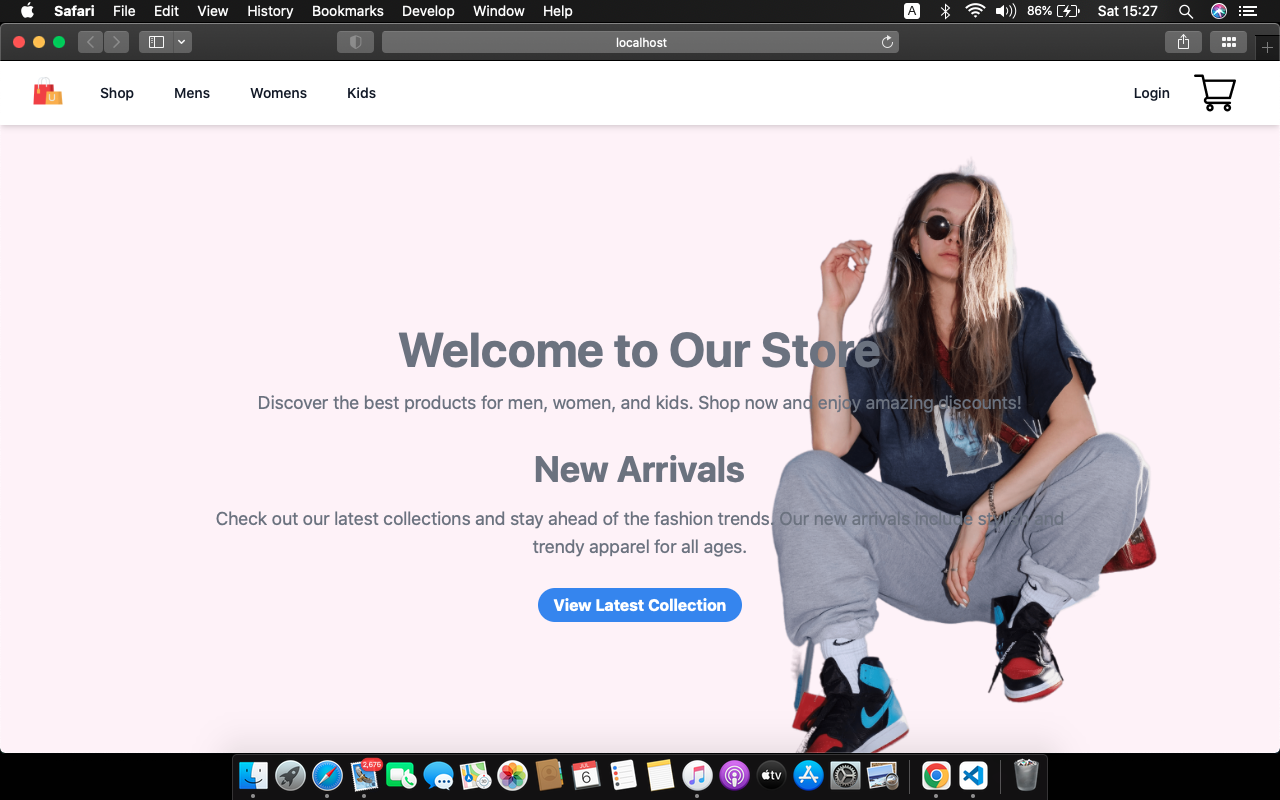 Safari File Edit View History Bookmarks Develop Window Help A 86% Sat 15:27
localhost
U Shop Mens Womens Kids Login
Welcome to Our Store
Discover the best products for men, women, and kids. Shop now and enjoy amazing discounts!
New Arrivals
Check out our latest collections and stay ahead of the fashion trends. Our new arrivals include stylish and
trendy apparel for all ages.
View Latest Collection
2,675 JUL 6 tv